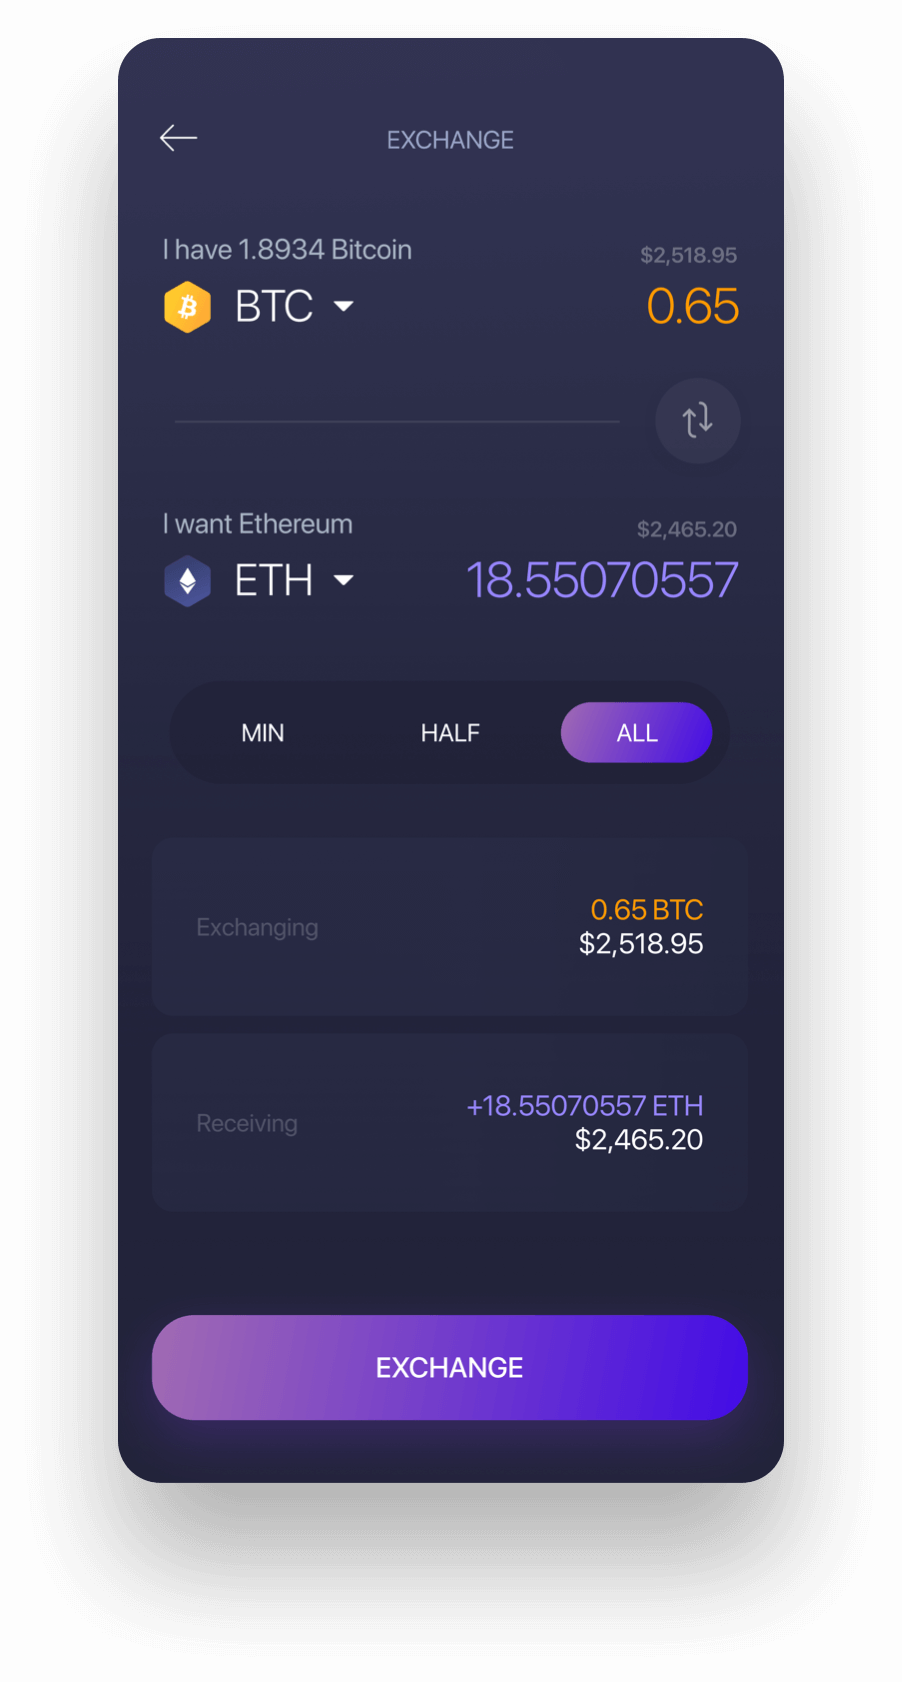 EXCHANGE
I have 1.8934 Bitcoin
$2,518.95
BTC
0.65
I want Ethereum
$2,465.20
ETH
18.55070557
MIN
HALF
ALL
Exchanging
0.65 BTC
$2,518.95
Receiving
+18.55070557 ETH
$2,465.20
EXCHANGE